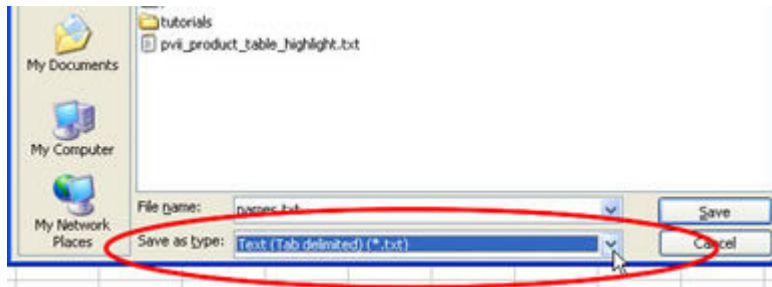 tutorials
pvii_product_table_highlight.txt
My Documents
My Computer
My Network
Places
File name:
names.txt
Save
Save as type:
Text (Tab delimited) (*.txt)
Cancel